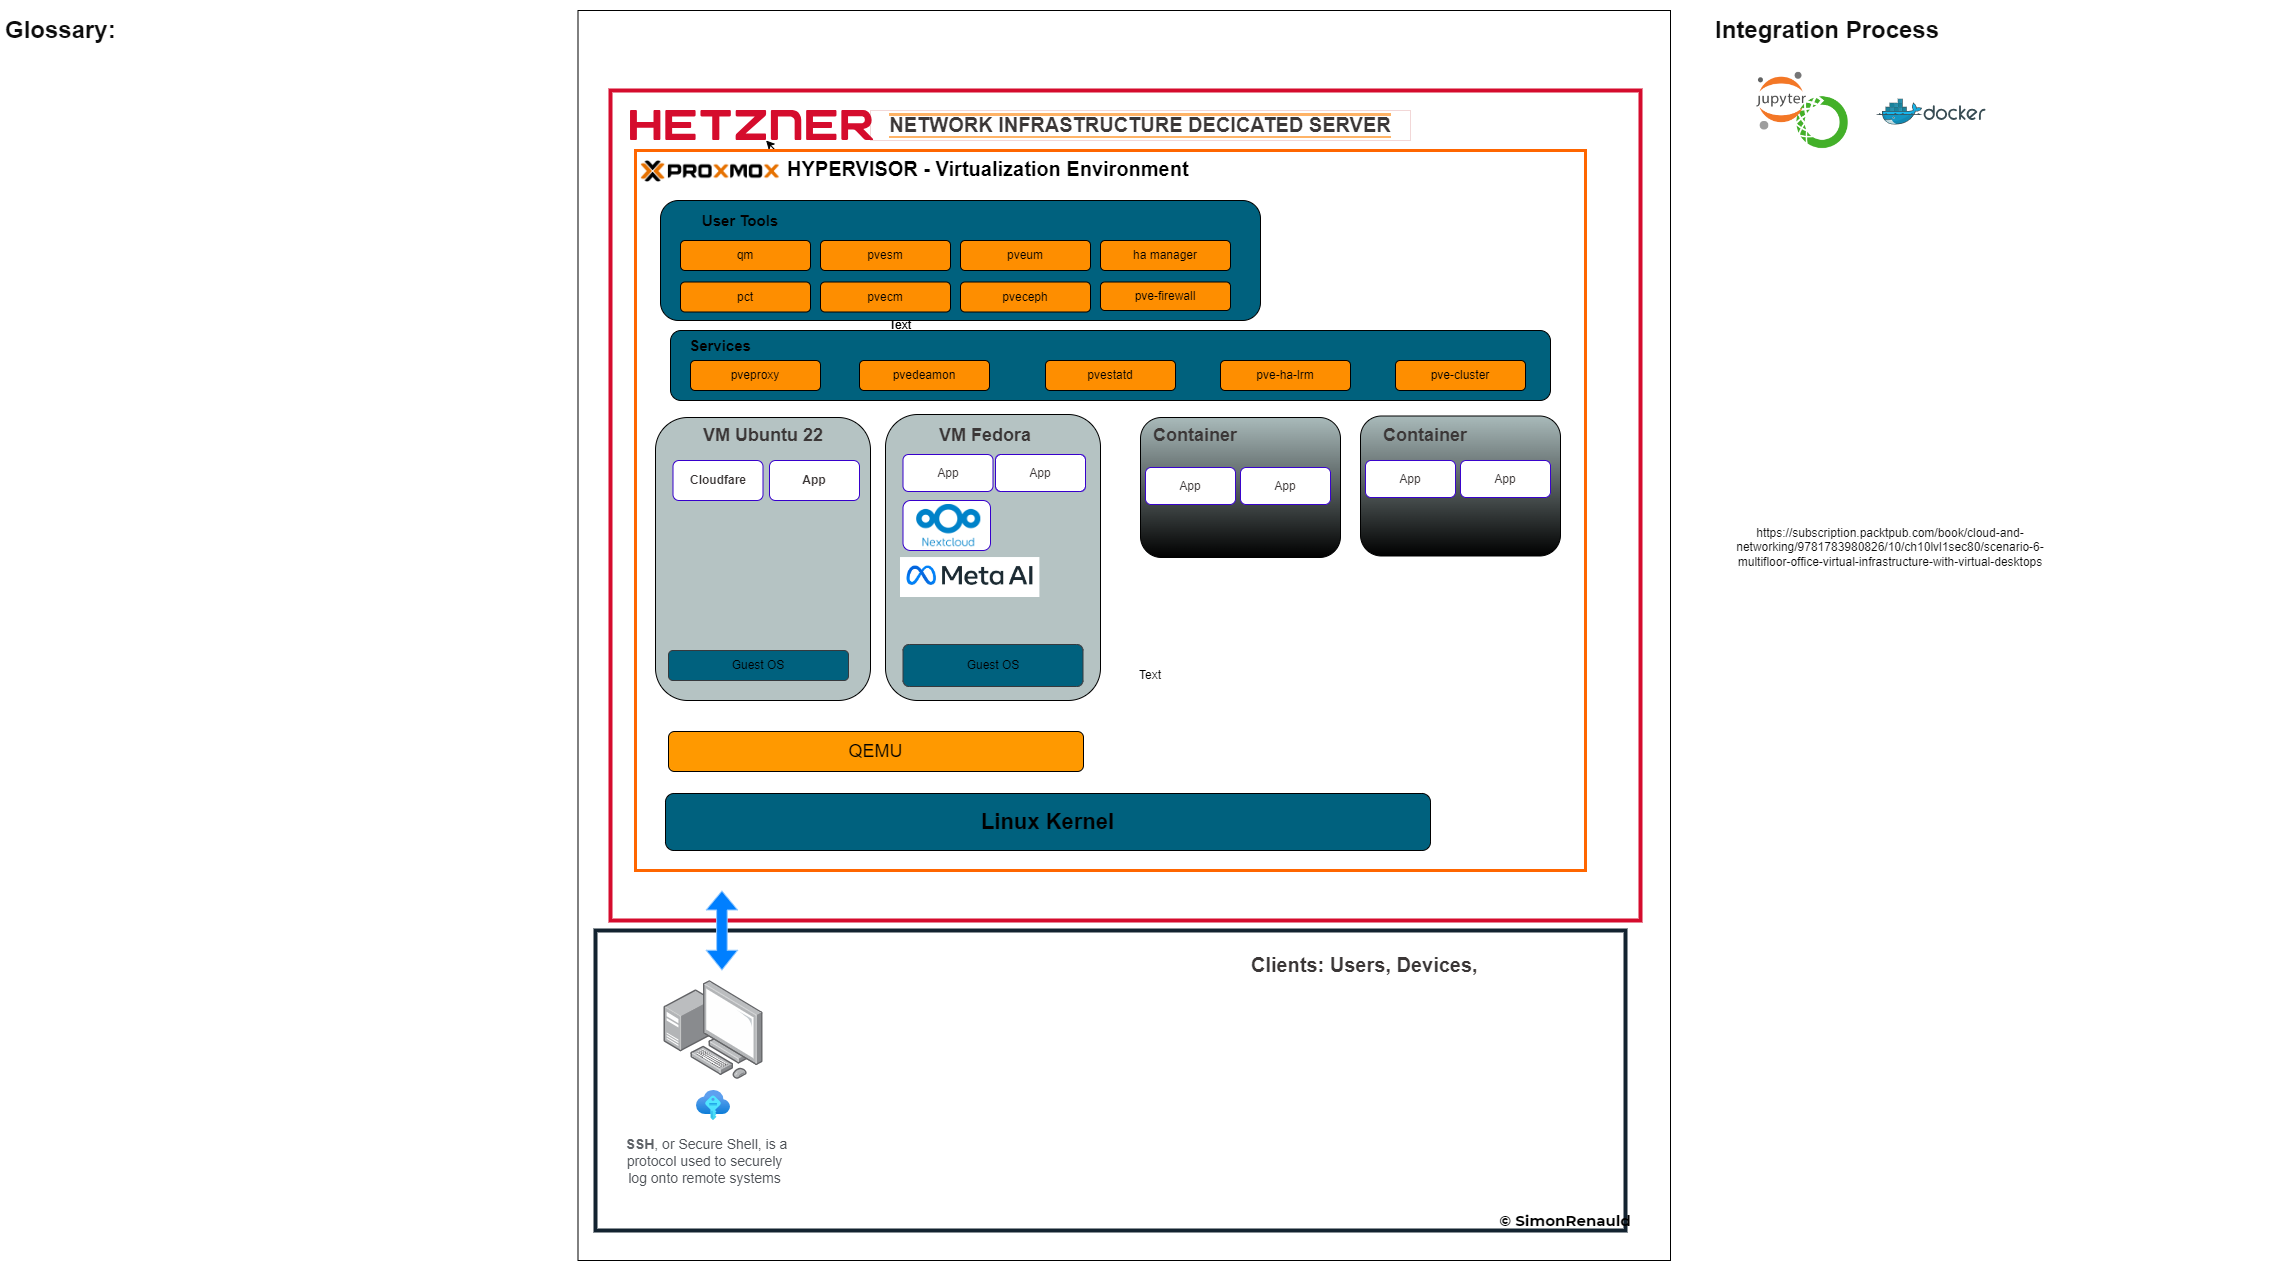 Glossary:
Integration Process
jupyter
docker
HETZNER
NETWORK INFRASTRUCTURE DECICATED SERVER
PROXMOX HYPERVISOR - Virtualization Environment
User Tools
qm
pvesm
pveum
ha manager
pct
pvecm
pveceph
pve-firewall
Text
Services
pveproxy
pvedeamon
pvestatd
pve-ha-lrm
pve-cluster
VM Ubuntu 22
Cloudfare
App
Guest OS
VM Fedora
App
App
Nextcloud
Meta AI
Guest OS
Container
App
App
Container
App
App
https://subscription.packtpub.com/book/cloud-and-
networking/9781783980826/10/ch10lvl1sec80/scenario-6-
multifloor-office-virtual-infrastructure-with-virtual-desktops
Text
QEMU
Linux Kernel
Clients: Users, Devices,
SSH, or Secure Shell, is a
protocol used to securely
log onto remote systems
© SimonRenauld